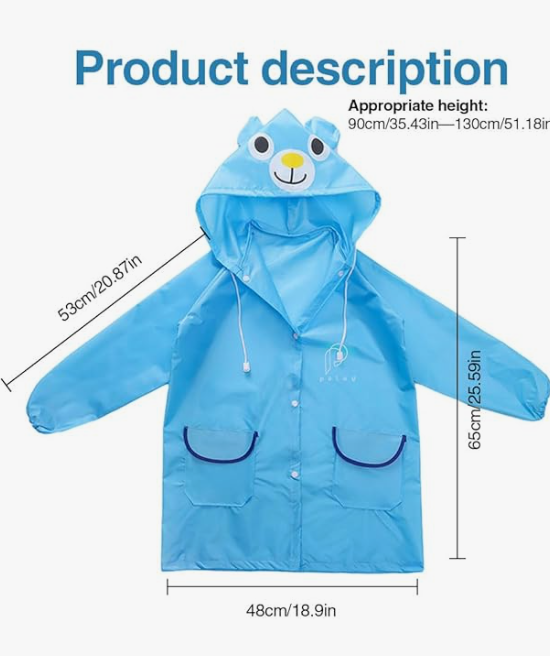 Product description
Appropriate height:
90cm/35.43in—130cm/51.18in
53cm/20.87in
65cm/25.59in
48cm/18.9in